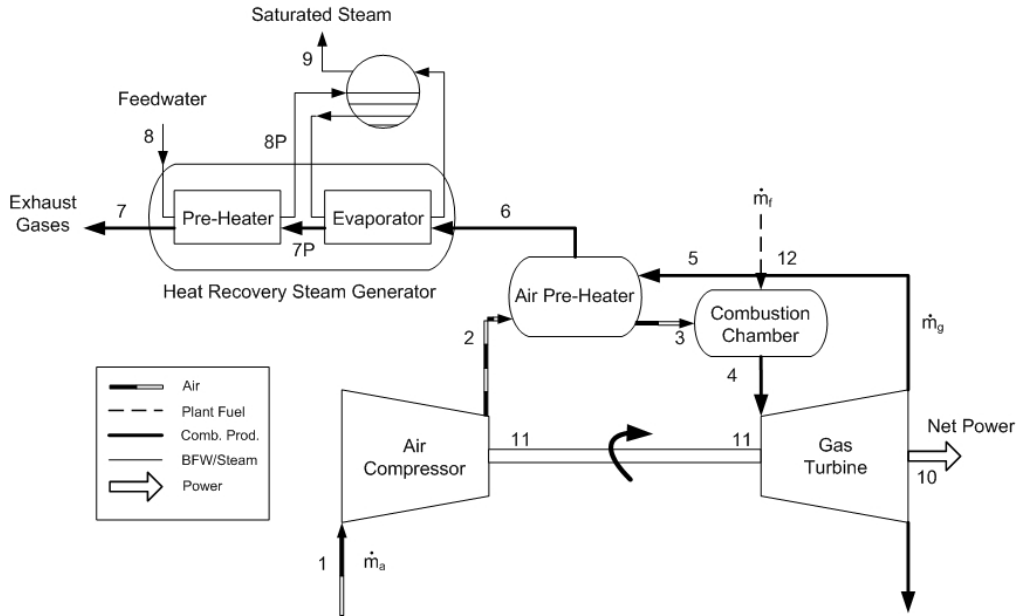 Saturated Steam
9
Feedwater
8
8P
Exhaust
Gases
7
Pre-Heater
7P
Evaporator
6
Heat Recovery Steam Generator
ṁf
5
12
Air Pre-Heater
2
3
Combustion
Chamber
ṁg
4
Air
Plant Fuel
Comb. Prod.
BFW/Steam
Power
Air
Compressor
11
11
Gas
Turbine
Net Power
10
1
ṁa